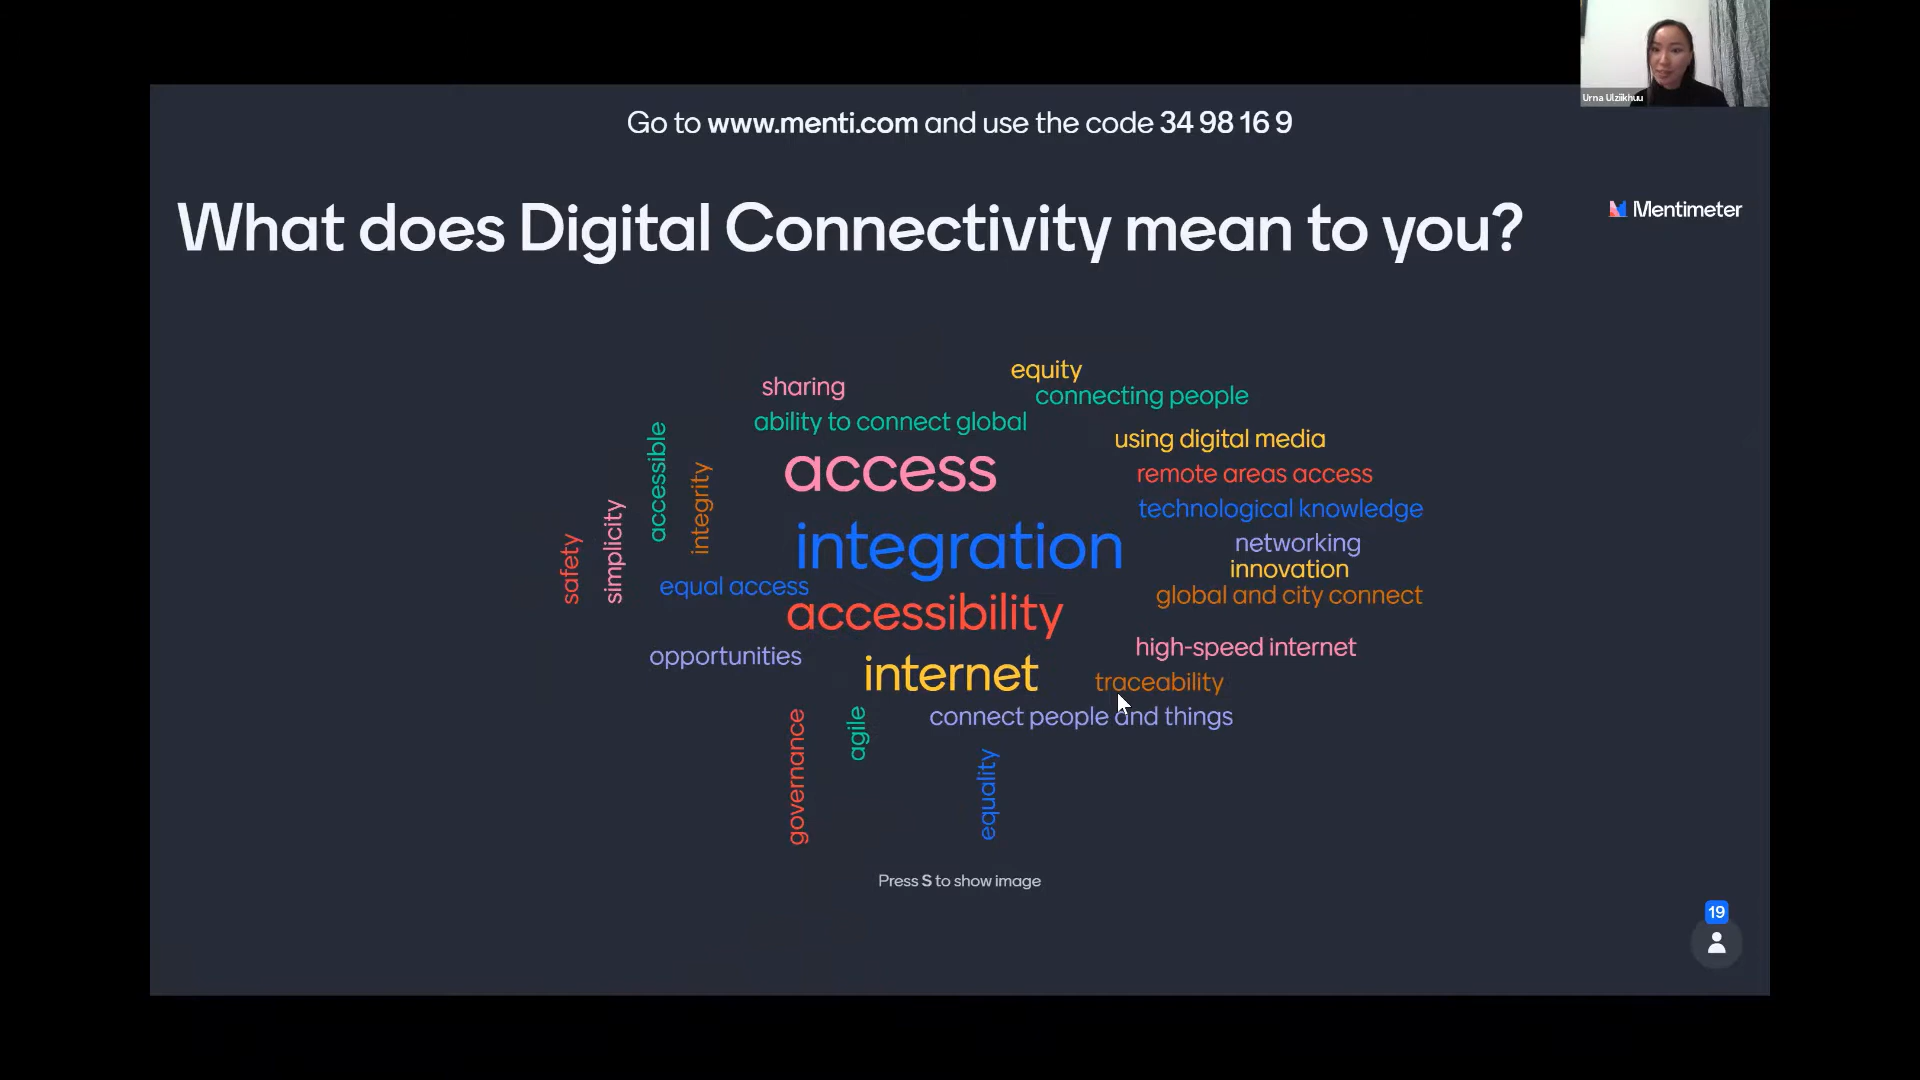 Urna Ulziikhuu
Go to www.menti.com and use the code 34 98 16 9
What does Digital Connectivity mean to you?
Mentimeter
equity
sharing
connecting people
ability to connect global
using digital media
accessible
access
remote areas access
integrity
technological knowledge
simplicity
integration
networking
safety
innovation
equal access
global and city connect
accessibility
high-speed internet
opportunities
internet
traceability
connect people and things
agile
governance
equality
Press S to show image
19